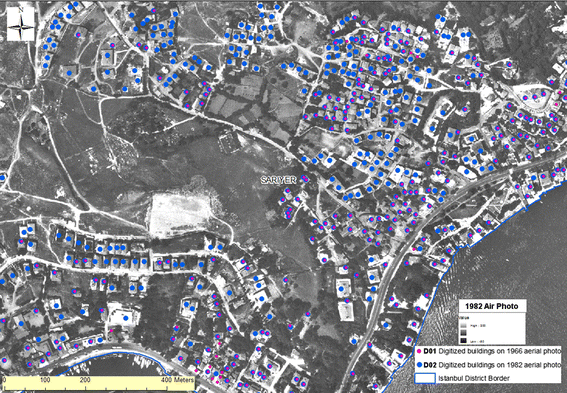 N
SARIYER
1982 Air Photo
Value
D01 Digitized buildings on 1966 aerial photo
D02 Digitized buildings on 1982 aerial photo
Istanbul District Border
0 100 200 400 Meters